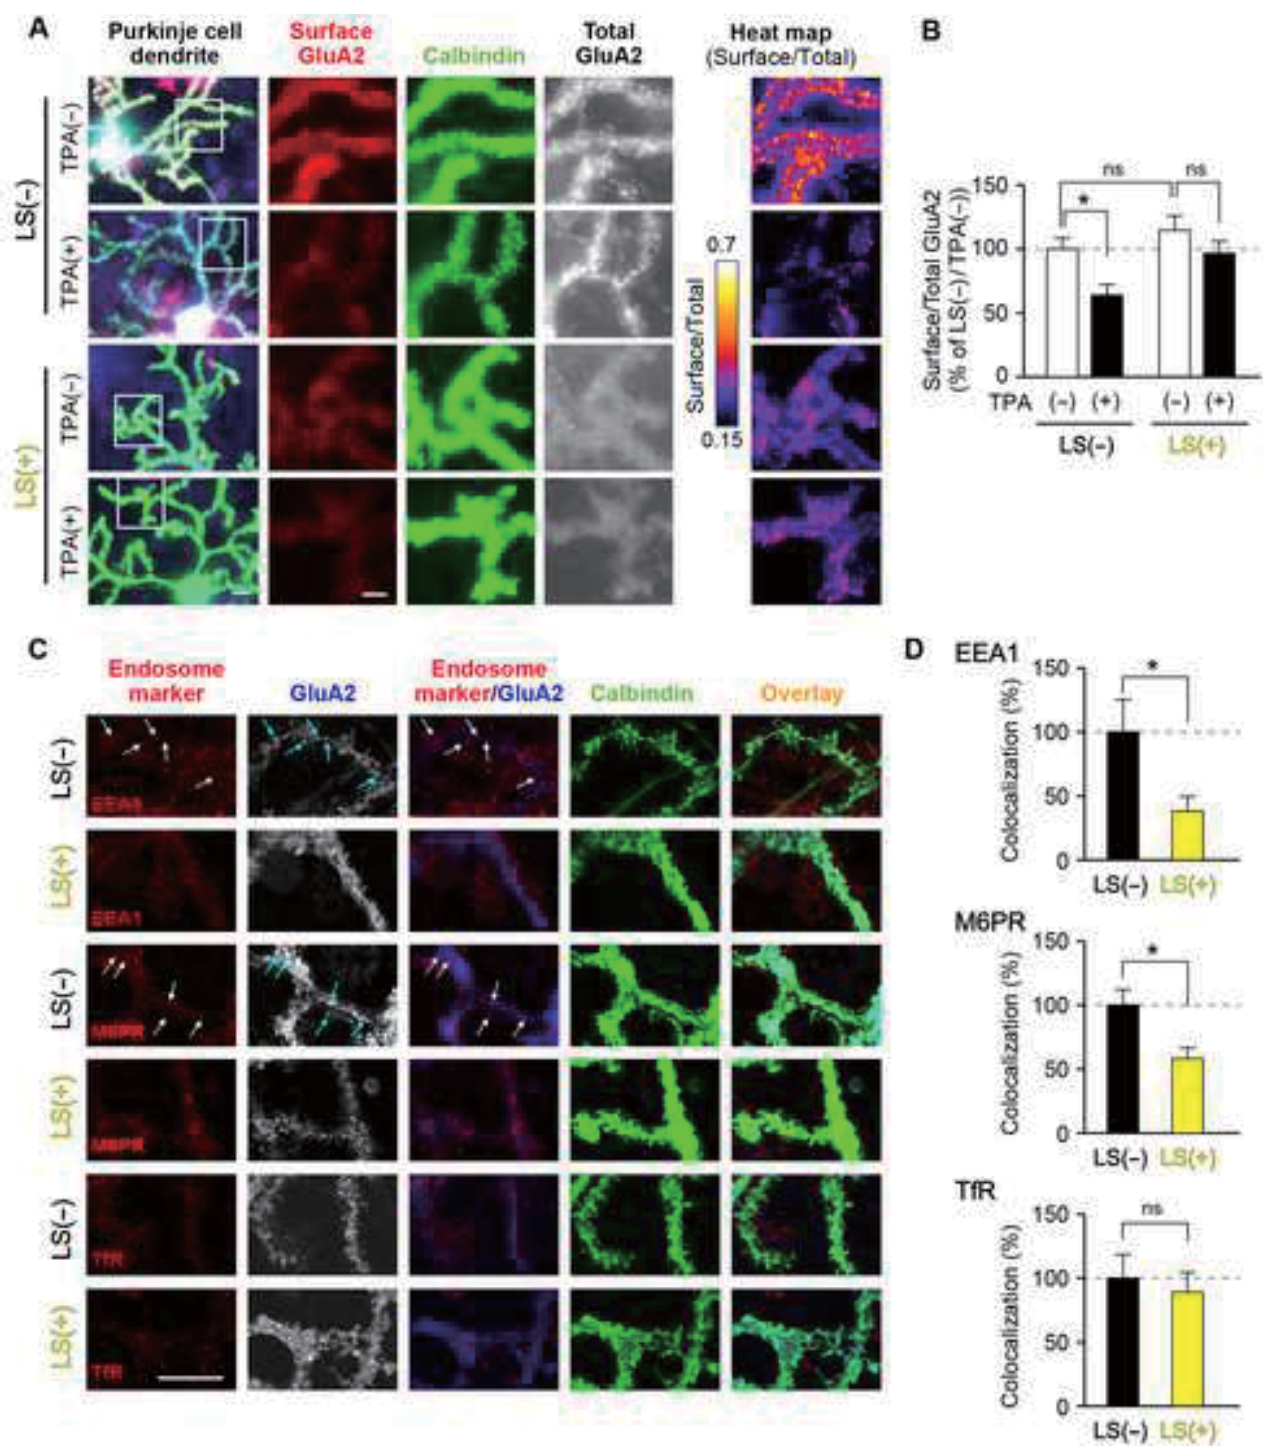 A
Purkinje cell
dendrite
Surface
GluA2
Calbindin
Total
GluA2
Heat map
(Surface/Total)
LS(−)
TPA(−)
TPA(+)
LS(+)
TPA(−)
TPA(+)
0.7
Surface/Total
0.15
B
Surface/Total GluA2
(% of LS(−)/ TPA(−))
150
100
50
0
ns
ns
*
TPA (−) (+) (−) (+)
LS(−) LS(+)
C
Endosome
marker
GluA2
Endosome
marker/GluA2
Calbindin
Overlay
LS(−)
EEA1
LS(+)
EEA1
LS(−)
M6PR
LS(+)
M6PR
LS(−)
TfR
LS(+)
TfR
D
EEA1
Colocalization (%)
150
100
50
0
*
LS(−) LS(+)
M6PR
Colocalization (%)
150
100
50
0
*
LS(−) LS(+)
TfR
Colocalization (%)
150
100
50
0
ns
LS(−) LS(+)